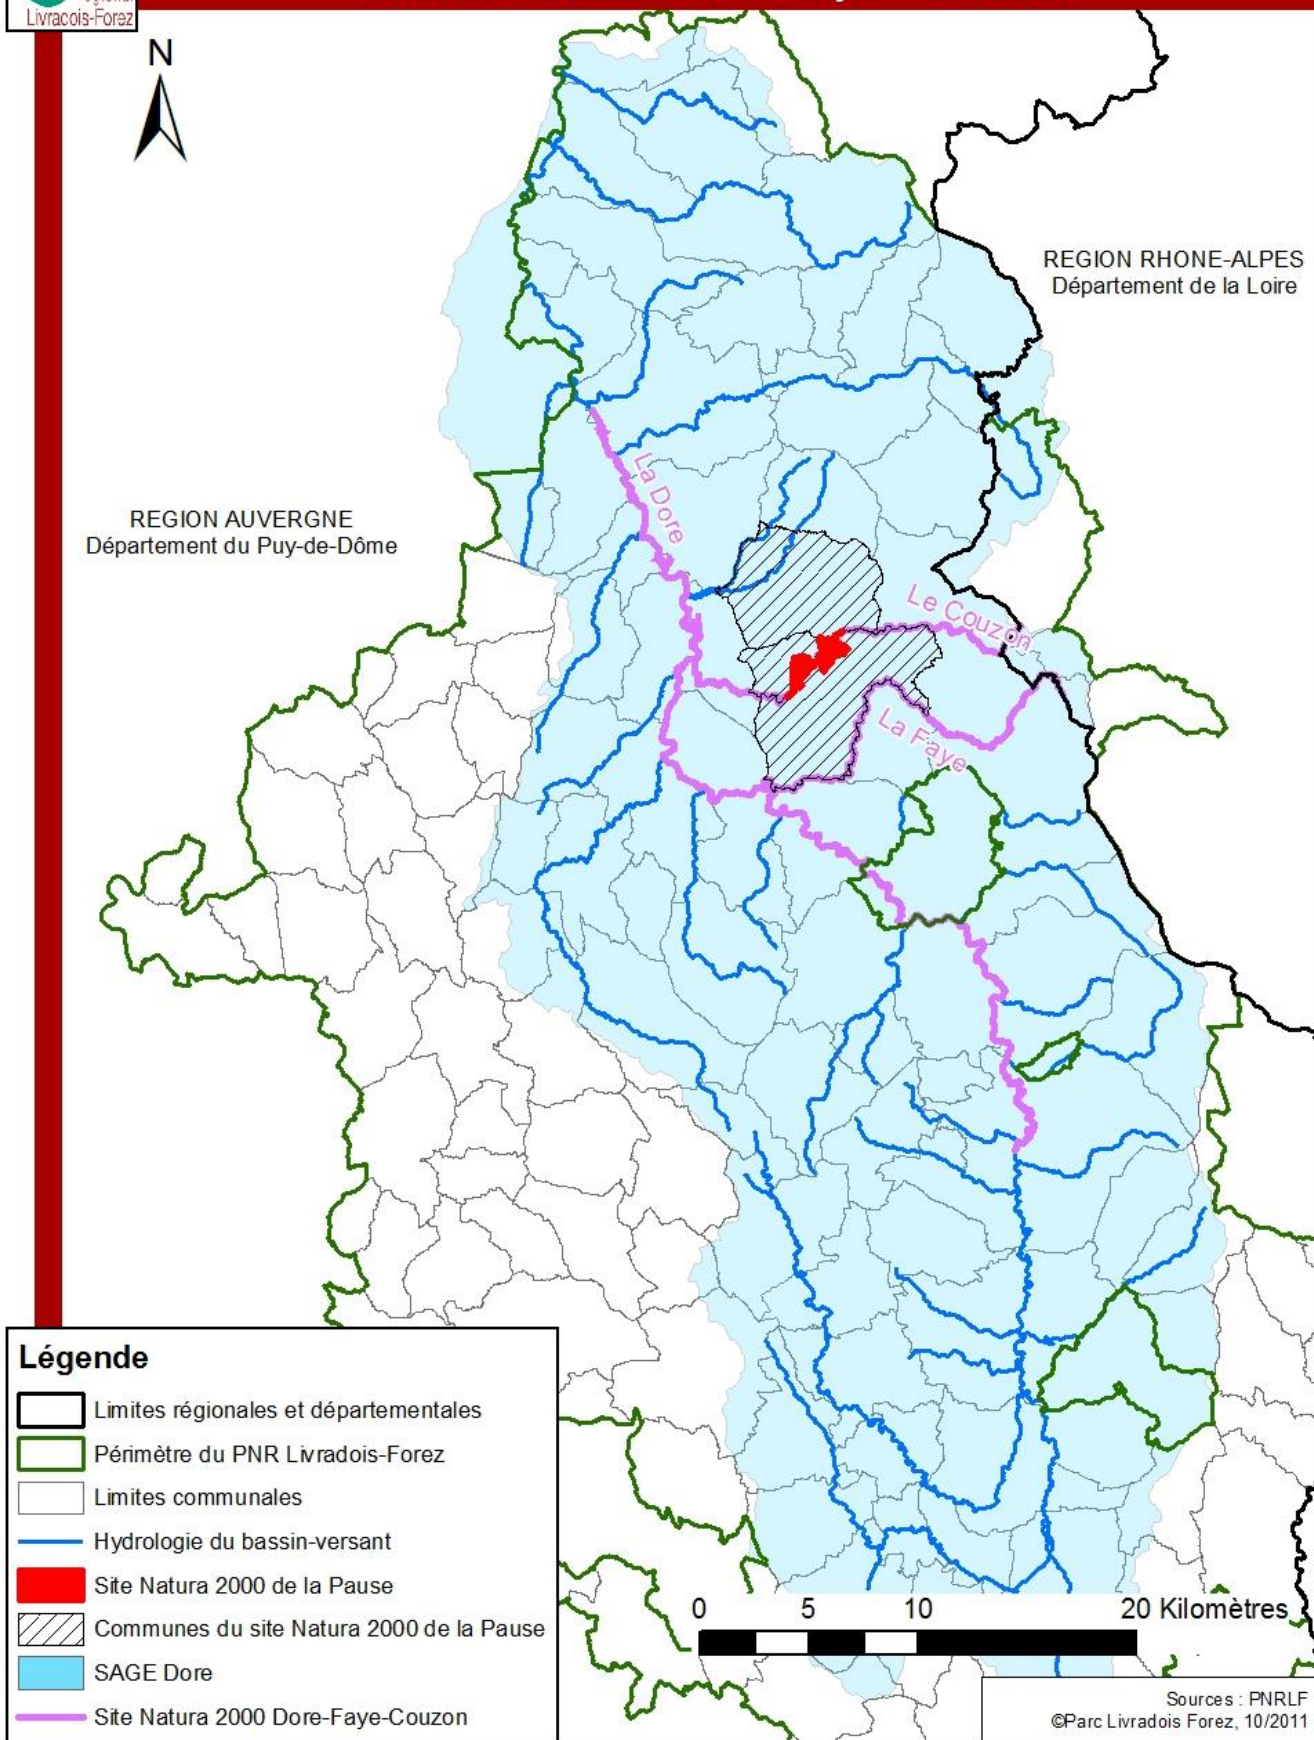 Livradois-Forez
N
REGION RHONE-ALPES
Département de la Loire
REGION AUVERGNE
Département du Puy-de-Dôme
La Dore
Le Couzon
La Faye
Légende
Limites régionales et départementales
Périmètre du PNR Livradois-Forez
Limites communales
Hydrologie du bassin-versant
Site Natura 2000 de la Pause
Communes du site Natura 2000 de la Pause
SAGE Dore
Site Natura 2000 Dore-Faye-Couzon
0 5 10 20 Kilomètres
Sources : PNRLF
©Parc Livradois Forez, 10/2011